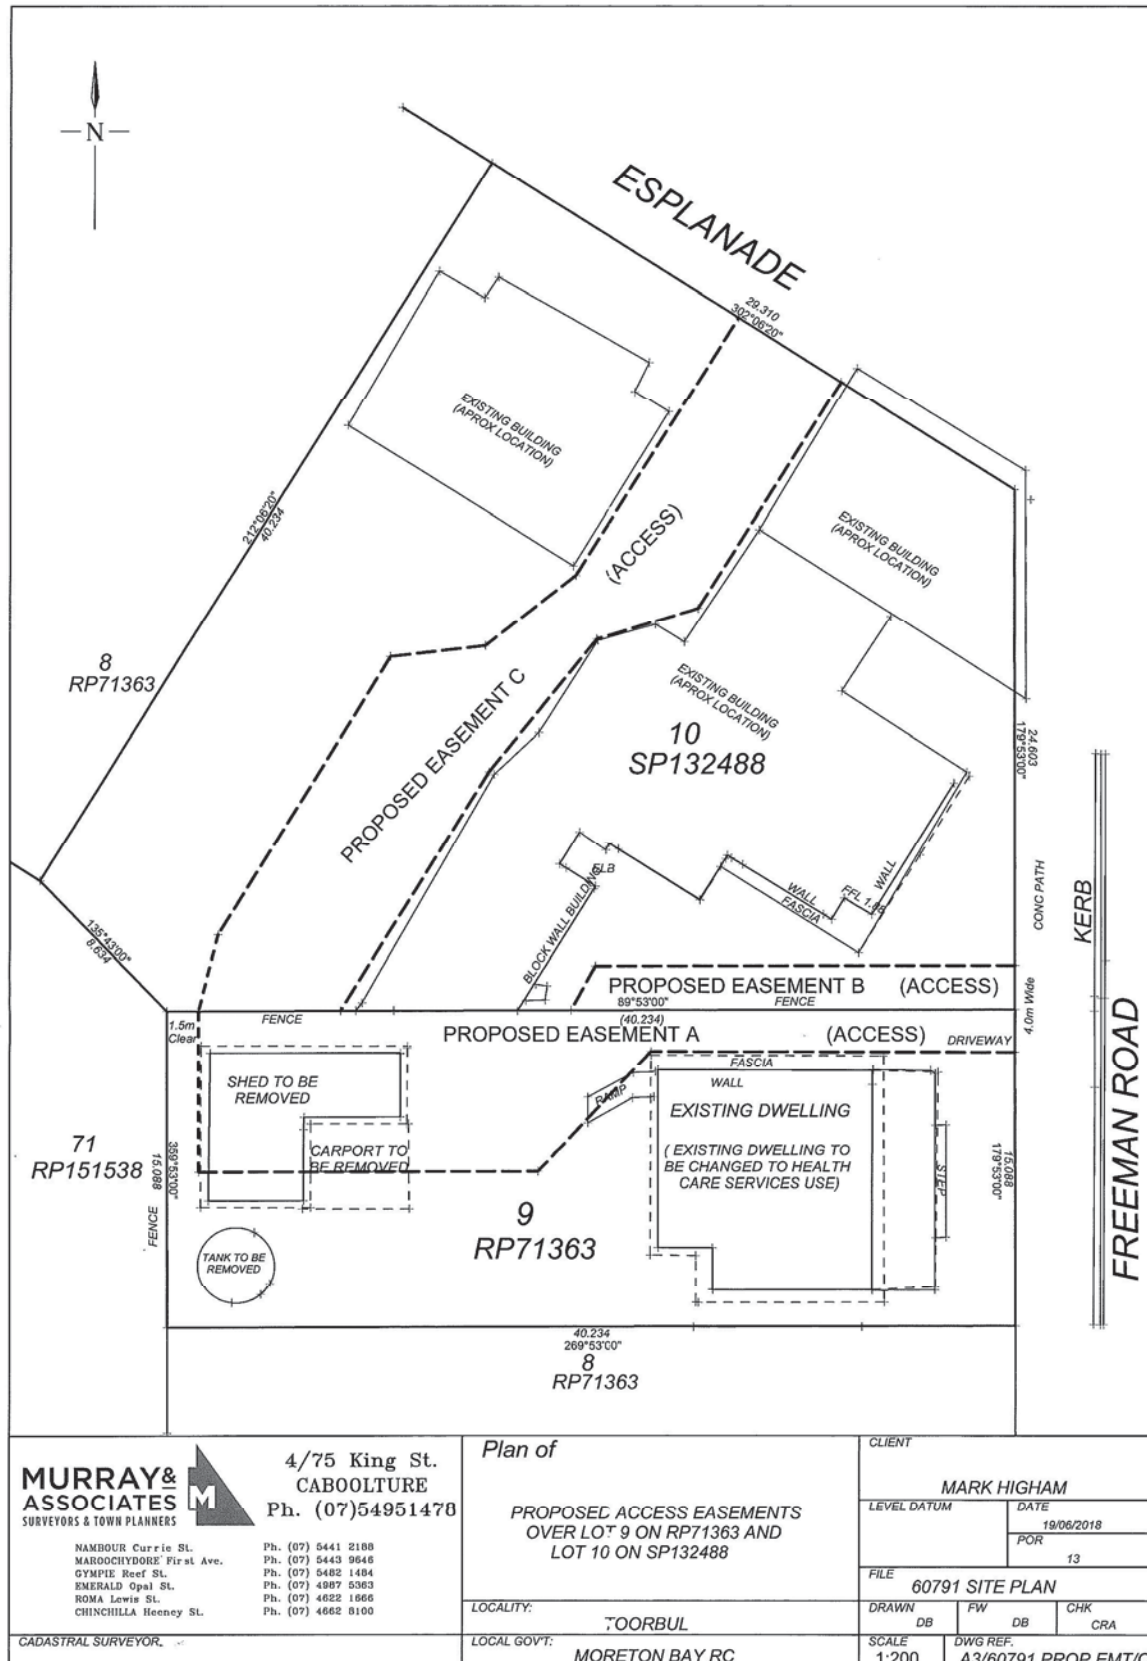 N
ESPLANADE
29.310
302°06'20"
EXISTING BUILDING
(APROX LOCATION)
EXISTING BUILDING
(APROX LOCATION)
(ACCESS)
212°06'20"
40.234
8
RP71363
PROPOSED EASEMENT C
EXISTING BUILDING
(APROX LOCATION)
10
SP132488
24.603
179°53'00"
ELB
BLOCK WALL BUILDING
WALL
FASCIA
FFL 1.88
WALL
CONC PATH
KERB
135°43'00"
8.634
PROPOSED EASEMENT B (ACCESS)
89°53'00"
FENCE
4.0m Wide
1.5m
Clear
FENCE
(40.234)
PROPOSED EASEMENT A (ACCESS)
DRIVEWAY
FASCIA
WALL
RAMP
SHED TO BE
REMOVED
CARPORT TO
BE REMOVED
EXISTING DWELLING
( EXISTING DWELLING TO
BE CHANGED TO HEALTH
CARE SERVICES USE)
STEP
15.088
179°53'00"
FREEMAN ROAD
71
RP151538
359°53'00"
15.088
FENCE
9
RP71363
TANK TO BE
REMOVED
40.234
269°53'00"
8
RP71363
MURRAY&
ASSOCIATES
SURVEYORS & TOWN PLANNERS
M
4/75 King St.
CABOOLTURE
Ph. (07)54951478
NAMBOUR Currie St. Ph. (07) 5441 2188
MAROOCHYDORE First Ave. Ph. (07) 5443 9646
GYMPIE Reef St. Ph. (07) 5482 1484
EMERALD Opal St. Ph. (07) 4987 5363
ROMA Lewis St. Ph. (07) 4622 1666
CHINCHILLA Heeney St. Ph. (07) 4662 8100
CADASTRAL SURVEYOR.
Plan of
PROPOSED ACCESS EASEMENTS
OVER LOT 9 ON RP71363 AND
LOT 10 ON SP132488
LOCALITY:
TOORBUL
LOCAL GOV'T:
MORETON BAY RC
CLIENT
MARK HIGHAM
LEVEL DATUM
DATE
19/06/2018
POR
13
FILE
60791 SITE PLAN
DRAWN
DB
FW
DB
CHK
CRA
SCALE
1:200
DWG REF.
A3/60791 PROP EMT/C